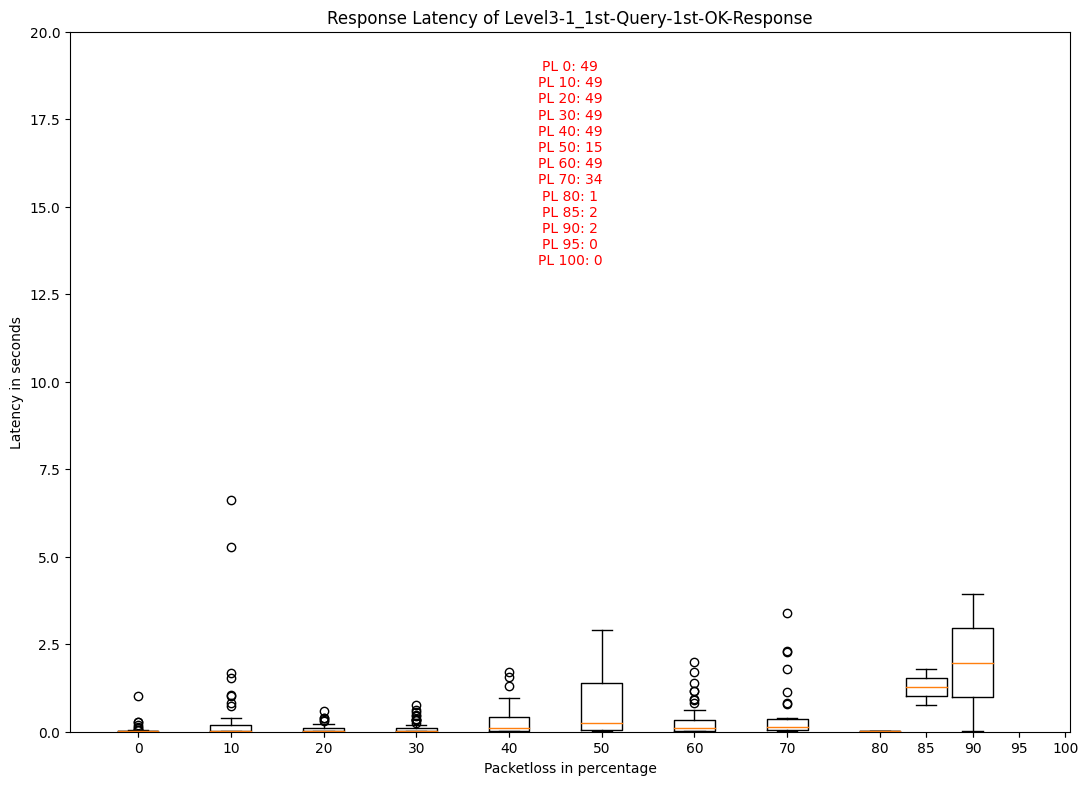 Response Latency of Level3-1_1st-Query-1st-OK-Response
20.0
17.5
15.0
12.5
10.0
7.5
5.0
2.5
0.0
Latency in seconds
PL 0: 49
PL 10: 49
PL 20: 49
PL 30: 49
PL 40: 49
PL 50: 15
PL 60: 49
PL 70: 34
PL 80: 1
PL 85: 2
PL 90: 2
PL 95: 0
PL 100: 0
0 10 20 30 40 50 60 70 80 85 90 95 100
Packetloss in percentage